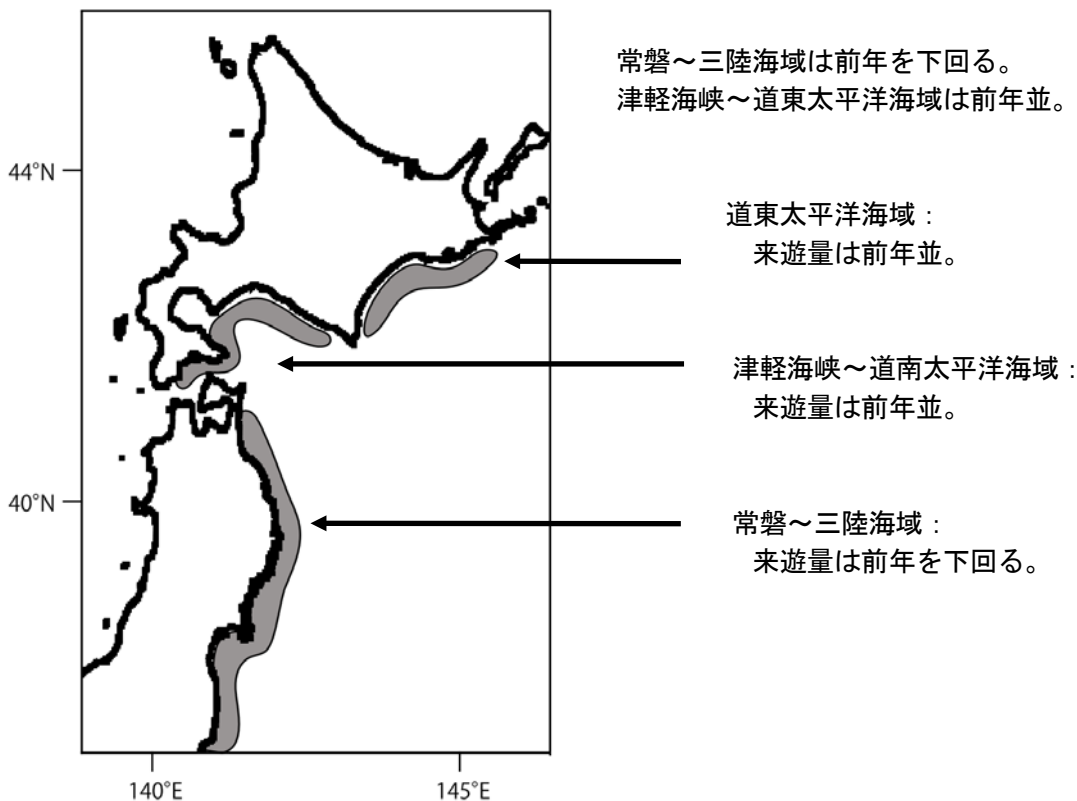 常磐～三陸海域は前年を下回る。
津軽海峡～道東太平洋海域は前年並。
44°N
道東太平洋海域：
来遊量は前年並。
津軽海峡～道南太平洋海域：
来遊量は前年並。
40°N
常磐～三陸海域：
来遊量は前年を下回る。
140°E
145°E